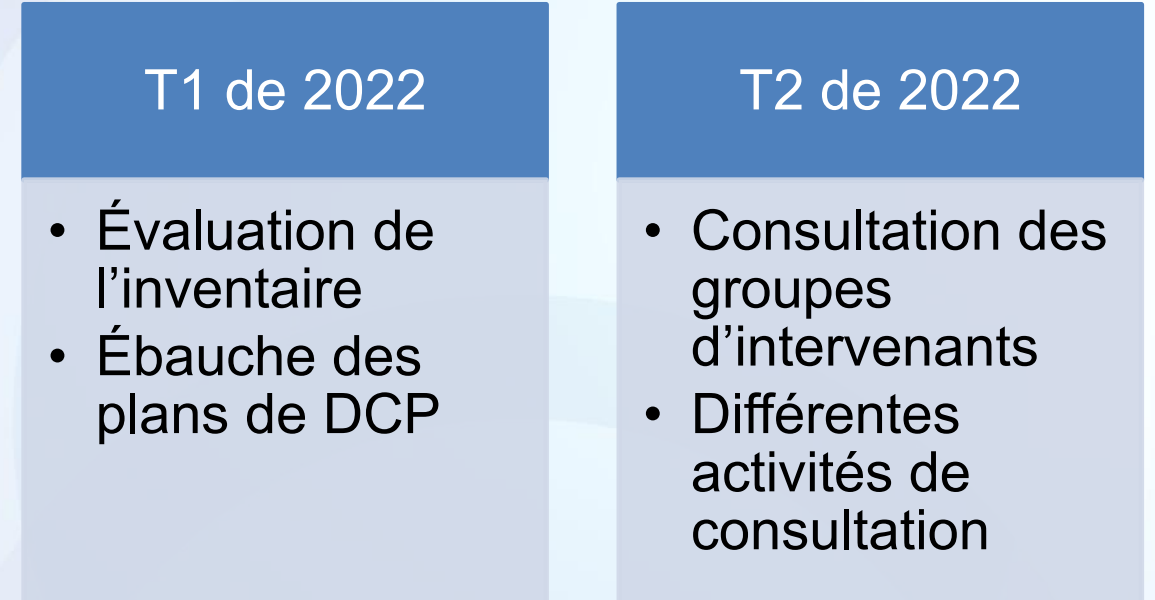 T1 de 2022
• Évaluation de
l’inventaire
• Ébauche des
plans de DCP
T2 de 2022
• Consultation des
groupes
d’intervenants
• Différentes
activités de
consultation